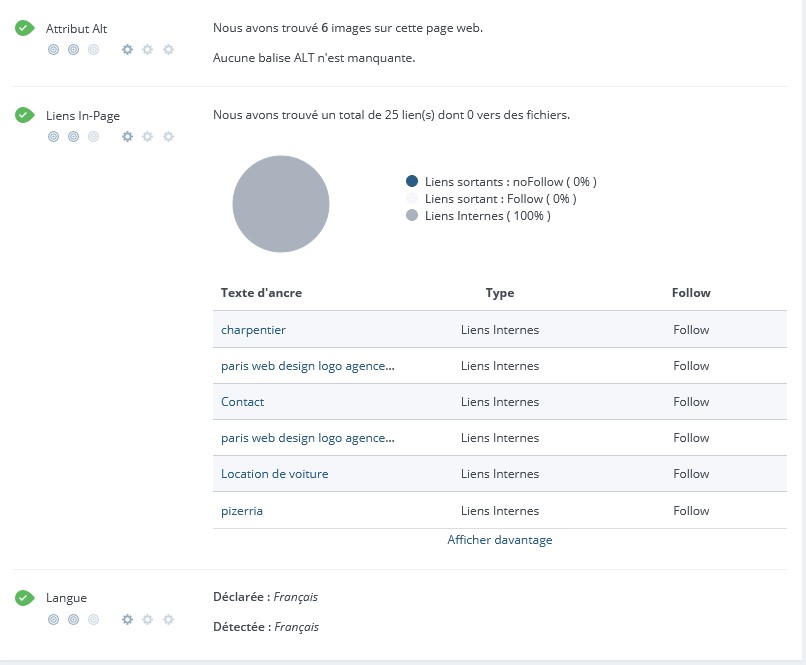 Attribut Alt
Nous avons trouvé 6 images sur cette page web.
Aucune balise ALT n'est manquante.
Liens In-Page
Nous avons trouvé un total de 25 lien(s) dont 0 vers des fichiers.
Liens sortants : noFollow ( 0% )
Liens sortant : Follow ( 0% )
Liens Internes ( 100% )
Texte d'ancre Type Follow
charpentier Liens Internes Follow
paris web design logo agence... Liens Internes Follow
Contact Liens Internes Follow
paris web design logo agence... Liens Internes Follow
Location de voiture Liens Internes Follow
pizerria Liens Internes Follow
Afficher davantage
Langue
Déclarée : Français
Détectée : Français